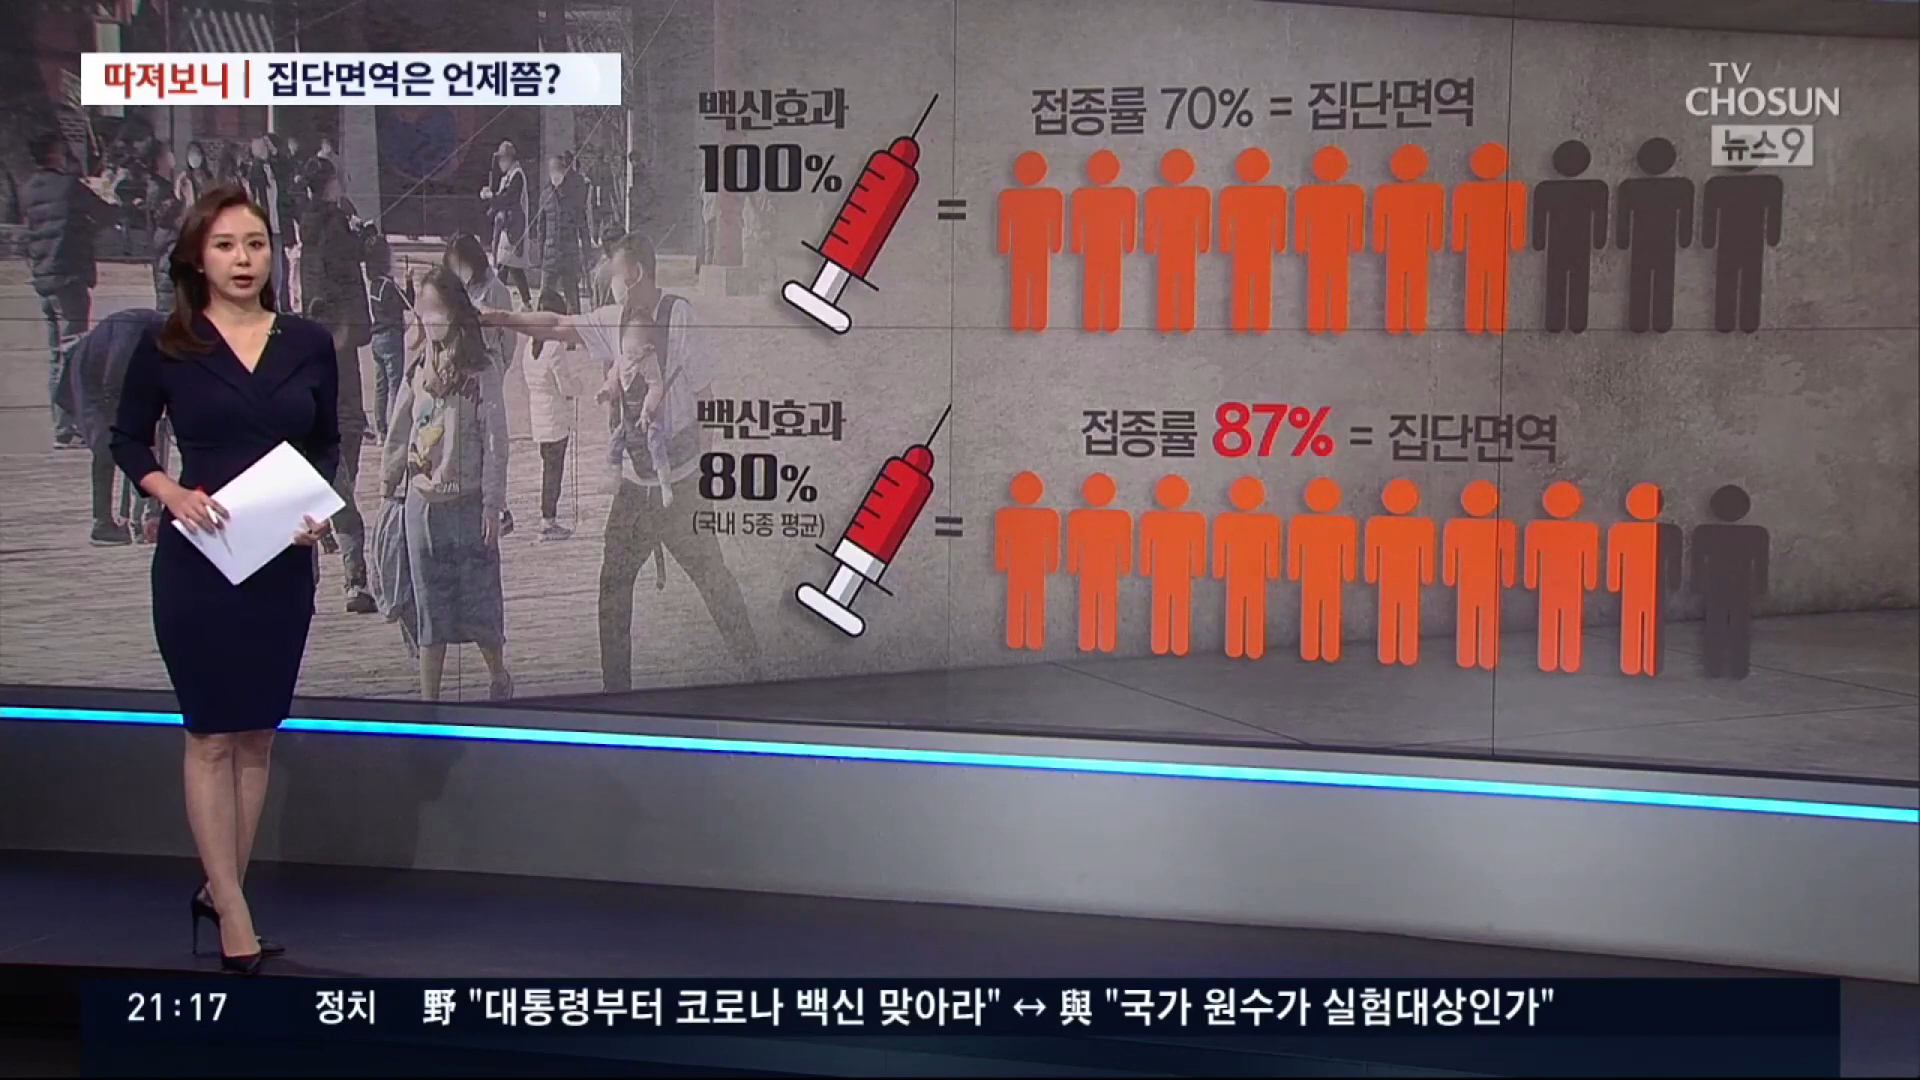 따져보니 | 집단면역은 언제쯤?
TV
CHOSUN
뉴스9
백신효과
100%
=
접종률 70% = 집단면역
백신효과
80%
(국내 5종 평균)
=
접종률 87% = 집단면역
21:17 정치 野 "대통령부터 코로나 백신 맞아라" ↔ 與 "국가 원수가 실험대상인가"